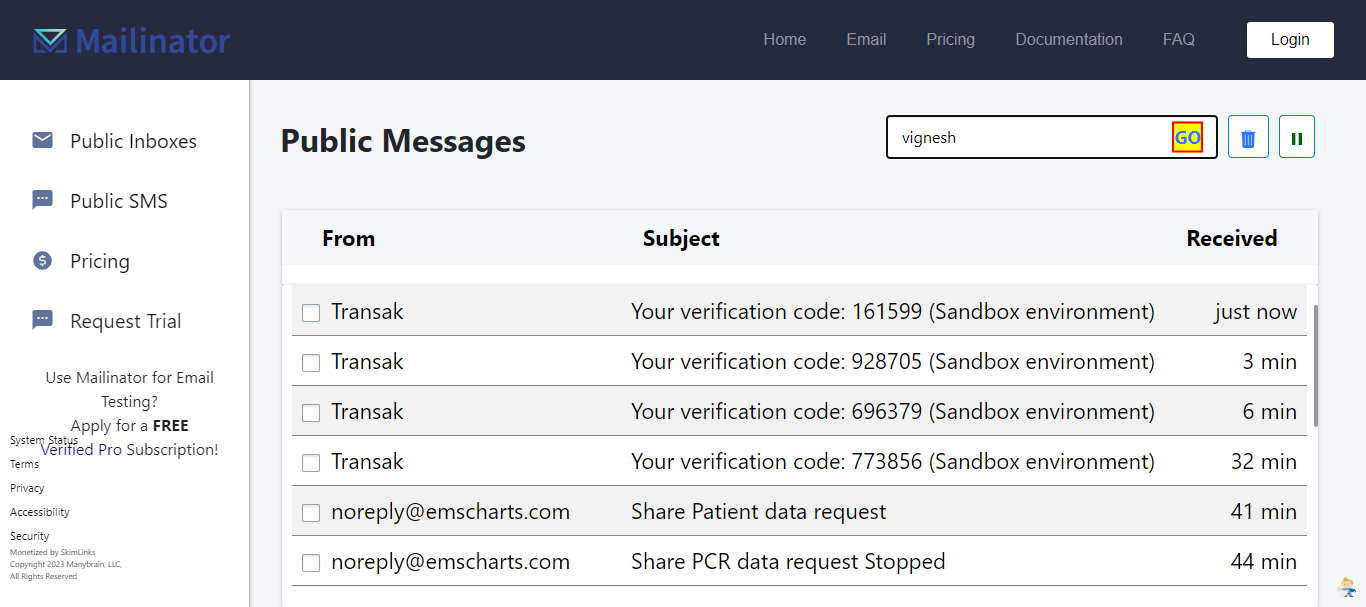 Mailinator
Home Email Pricing Documentation FAQ Login
Public Inboxes
Public SMS
Pricing
Request Trial
Use Mailinator for Email
Testing?
Apply for a FREE
Verified Pro Subscription!
System Status
Terms
Privacy
Accessibility
Security
Monetized by SkimLinks
Copyright 2023 Manybrain, LLC,
All Rights Reserved
Public Messages
vignesh GO
From Subject Received
Transak Your verification code: 161599 (Sandbox environment) just now
Transak Your verification code: 928705 (Sandbox environment) 3 min
Transak Your verification code: 696379 (Sandbox environment) 6 min
Transak Your verification code: 773856 (Sandbox environment) 32 min
noreply@emscharts.com Share Patient data request 41 min
noreply@emscharts.com Share PCR data request Stopped 44 min